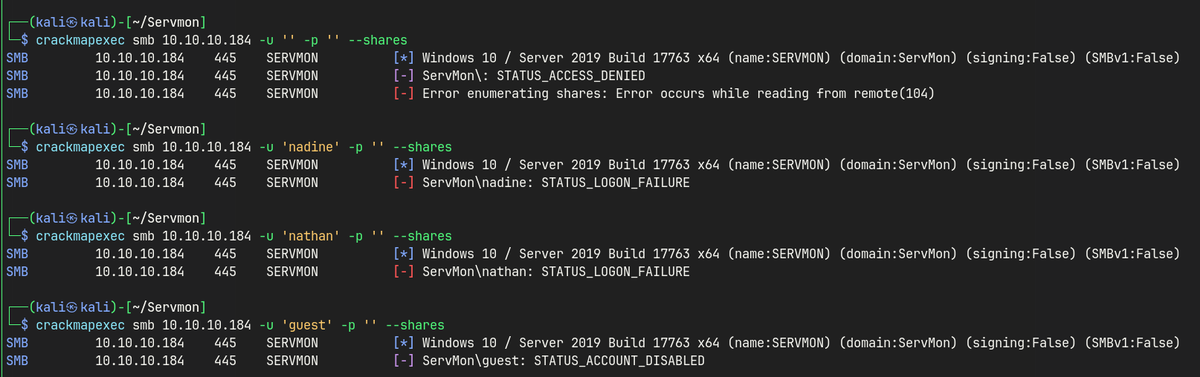 ┌──(kali㉿kali)-[~/Servmon]
└─$ crackmapexec smb 10.10.10.184 -u '' -p '' --shares
SMB 10.10.10.184 445 SERVMON [*] Windows 10 / Server 2019 Build 17763 x64 (name:SERVMON) (domain:ServMon) (signing:False) (SMBv1:False)
SMB 10.10.10.184 445 SERVMON [-] ServMon\: STATUS_ACCESS_DENIED
SMB 10.10.10.184 445 SERVMON [-] Error enumerating shares: Error occurs while reading from remote(104)
┌──(kali㉿kali)-[~/Servmon]
└─$ crackmapexec smb 10.10.10.184 -u 'nadine' -p '' --shares
SMB 10.10.10.184 445 SERVMON [*] Windows 10 / Server 2019 Build 17763 x64 (name:SERVMON) (domain:ServMon) (signing:False) (SMBv1:False)
SMB 10.10.10.184 445 SERVMON [-] ServMon\nadine: STATUS_LOGON_FAILURE
┌──(kali㉿kali)-[~/Servmon]
└─$ crackmapexec smb 10.10.10.184 -u 'nathan' -p '' --shares
SMB 10.10.10.184 445 SERVMON [*] Windows 10 / Server 2019 Build 17763 x64 (name:SERVMON) (domain:ServMon) (signing:False) (SMBv1:False)
SMB 10.10.10.184 445 SERVMON [-] ServMon\nathan: STATUS_LOGON_FAILURE
┌──(kali㉿kali)-[~/Servmon]
└─$ crackmapexec smb 10.10.10.184 -u 'guest' -p '' --shares
SMB 10.10.10.184 445 SERVMON [*] Windows 10 / Server 2019 Build 17763 x64 (name:SERVMON) (domain:ServMon) (signing:False) (SMBv1:False)
SMB 10.10.10.184 445 SERVMON [-] ServMon\guest: STATUS_ACCOUNT_DISABLED